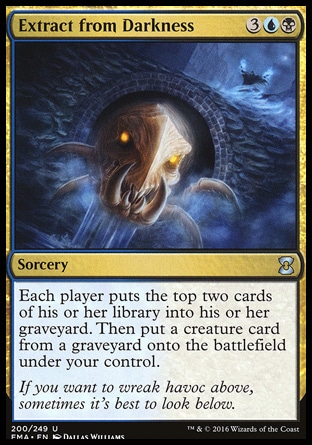 Extract from Darkness 3
Sorcery
Each player puts the top two cards
of his or her library into his or her
graveyard. Then put a creature card
from a graveyard onto the battlefield
under your control.
If you want to wreak havoc above,
sometimes it's best to look below.
200/249 U
EMA • EN Dallas Williams
™ & © 2016 Wizards of the Coast